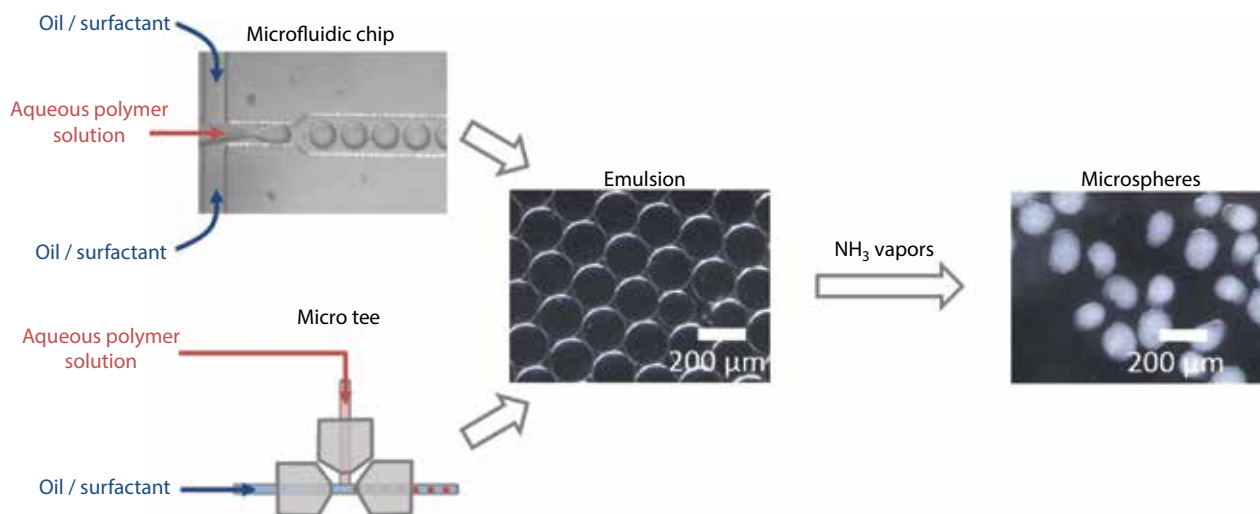 Oil / surfactant
Microfluidic chip
Aqueous polymer
solution
Oil / surfactant
Emulsion
200 µm
NH₃ vapors
Microspheres
200 µm
Micro tee
Aqueous polymer
solution
Oil / surfactant